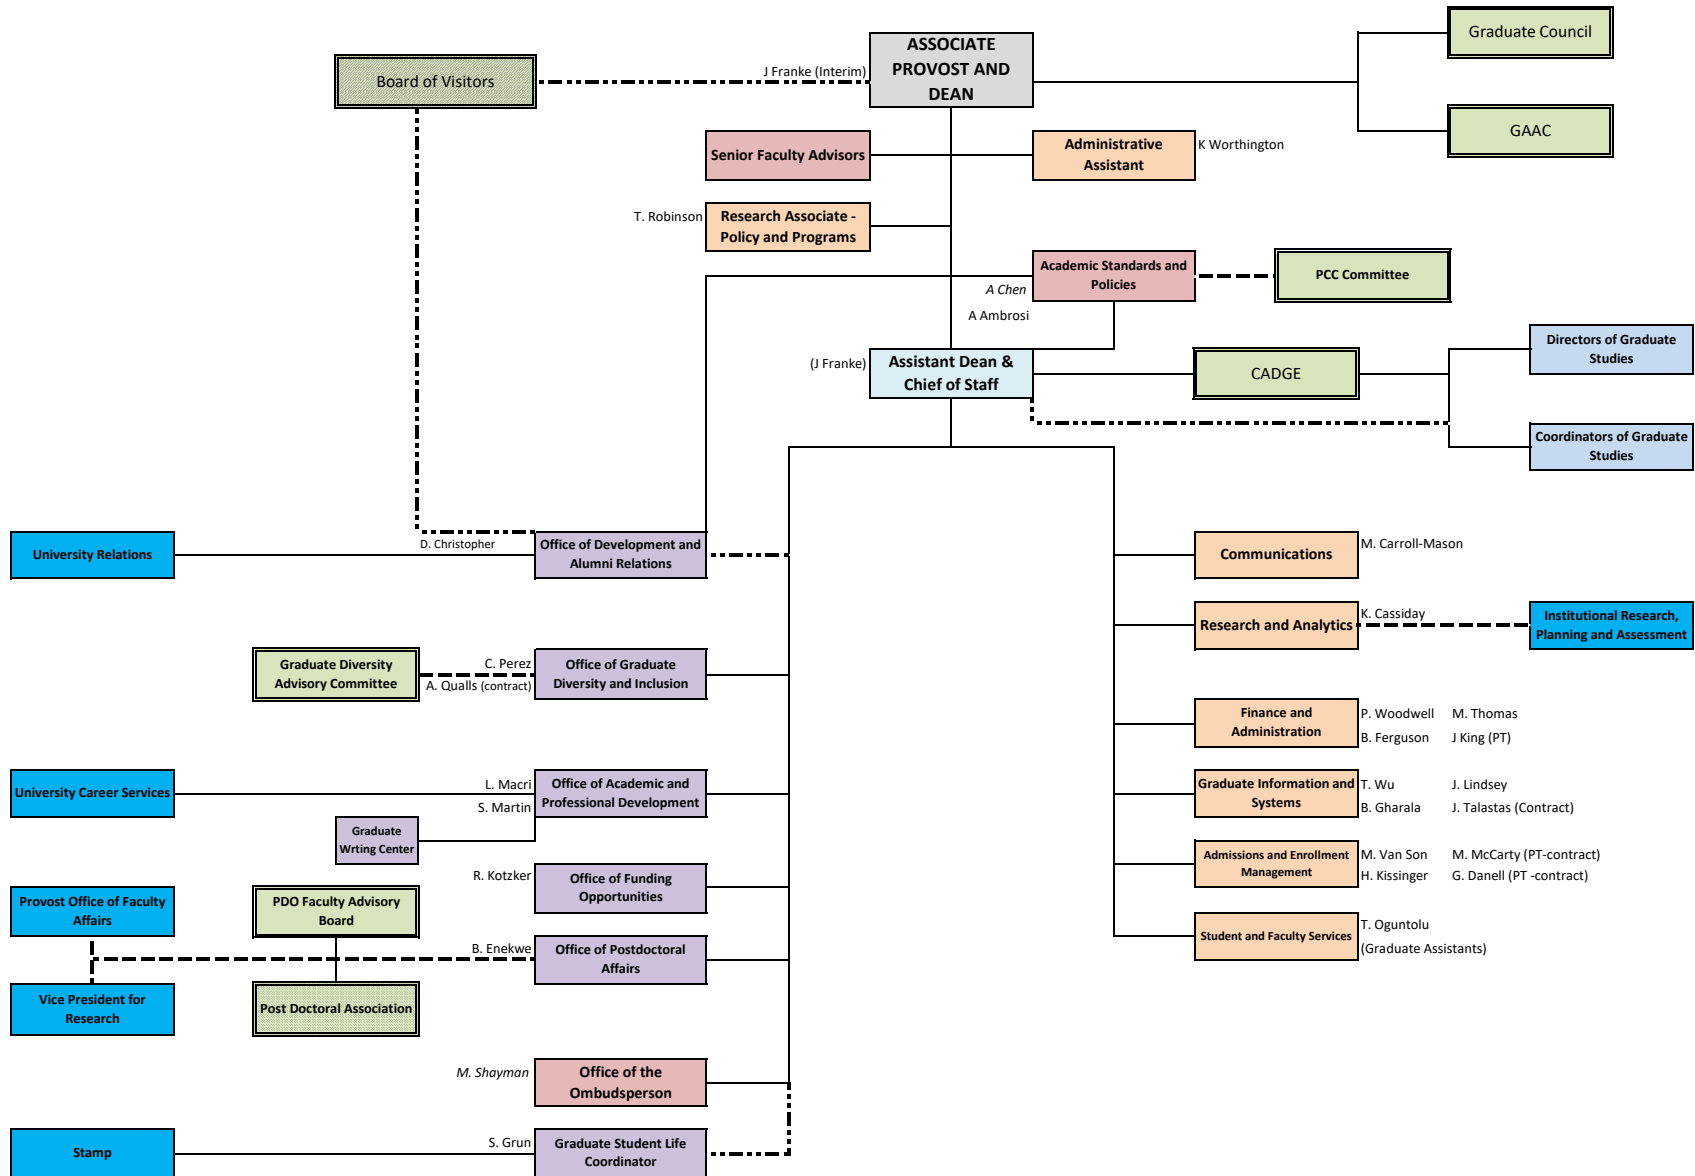 Graduate Council
ASSOCIATE
PROVOST AND
DEAN
J Franke (Interim)
Board of Visitors
GAAC
Senior Faculty Advisors
Administrative
Assistant
K Worthington
T. Robinson
Research Associate -
Policy and Programs
Academic Standards and
Policies
PCC Committee
A Chen
A Ambrosi
(J Franke)
Assistant Dean &
Chief of Staff
CADGE
Directors of Graduate
Studies
Coordinators of Graduate
Studies
University Relations
D. Christopher
Office of Development and
Alumni Relations
Communications
M. Carroll-Mason
Research and Analytics
K. Cassiday
Institutional Research,
Planning and Assessment
Graduate Diversity
Advisory Committee
C. Perez
A. Qualls (contract)
Office of Graduate
Diversity and Inclusion
Finance and
Administration
P. Woodwell M. Thomas
B. Ferguson J King (PT)
University Career Services
L. Macri
S. Martin
Office of Academic and
Professional Development
Graduate Information and
Systems
T. Wu J. Lindsey
B. Gharala J. Talastas (Contract)
Graduate
Wrting Center
Admissions and Enrollment
Management
M. Van Son M. McCarty (PT-contract)
H. Kissinger G. Danell (PT -contract)
R. Kotzker
Office of Funding
Opportunities
Provost Office of Faculty
Affairs
PDO Faculty Advisory
Board
Student and Faculty Services
T. Oguntolu
(Graduate Assistants)
B. Enekwe
Office of Postdoctoral
Affairs
Vice President for
Research
Post Doctoral Association
M. Shayman
Office of the
Ombudsperson
Stamp
S. Grun
Graduate Student Life
Coordinator